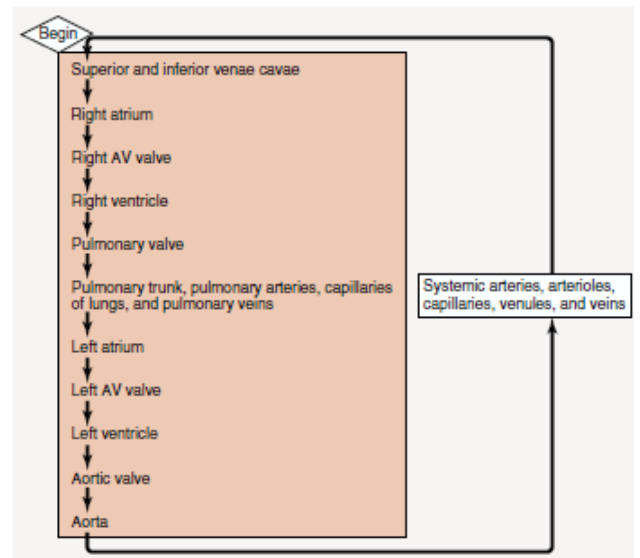 Begin
Superior and inferior venae cavae
Right atrium
Right AV valve
Right ventricle
Pulmonary valve
Pulmonary trunk, pulmonary arteries, capillaries
of lungs, and pulmonary veins
Left atrium
Left AV valve
Left ventricle
Aortic valve
Aorta
Systemic arteries, arterioles,
capillaries, venules, and veins